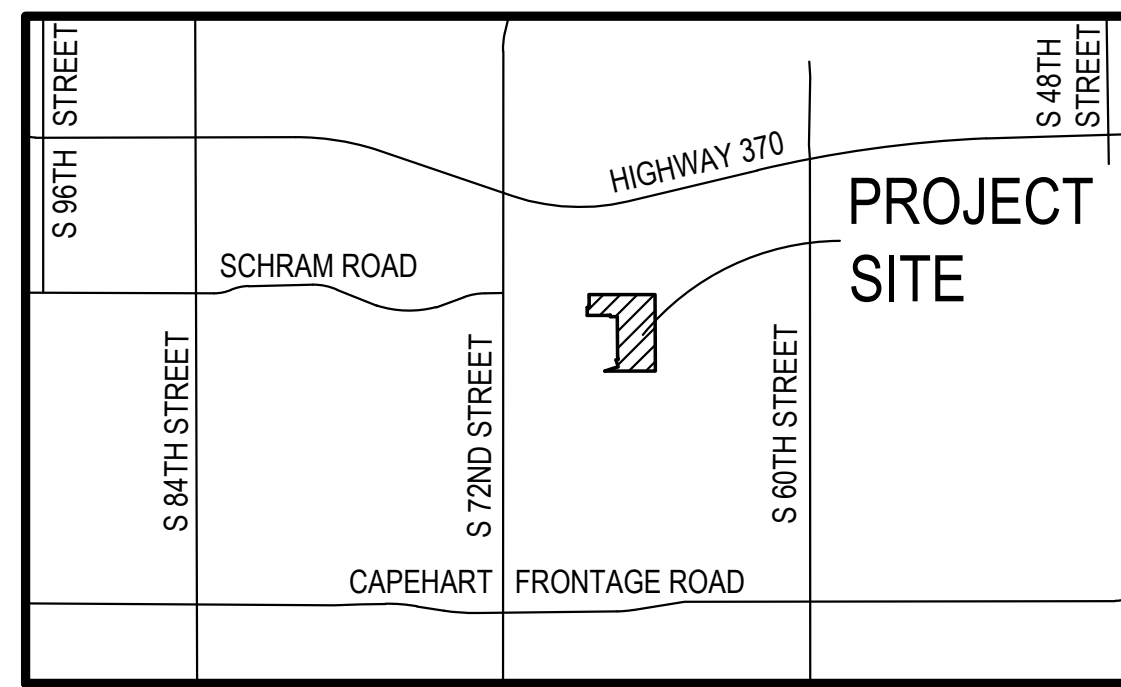 S 96TH STREET
S 48TH
STREET
HIGHWAY 370
PROJECT
SITE
SCHRAM ROAD
S 84TH STREET
S 72ND STREET
S 60TH STREET
CAPEHART FRONTAGE ROAD